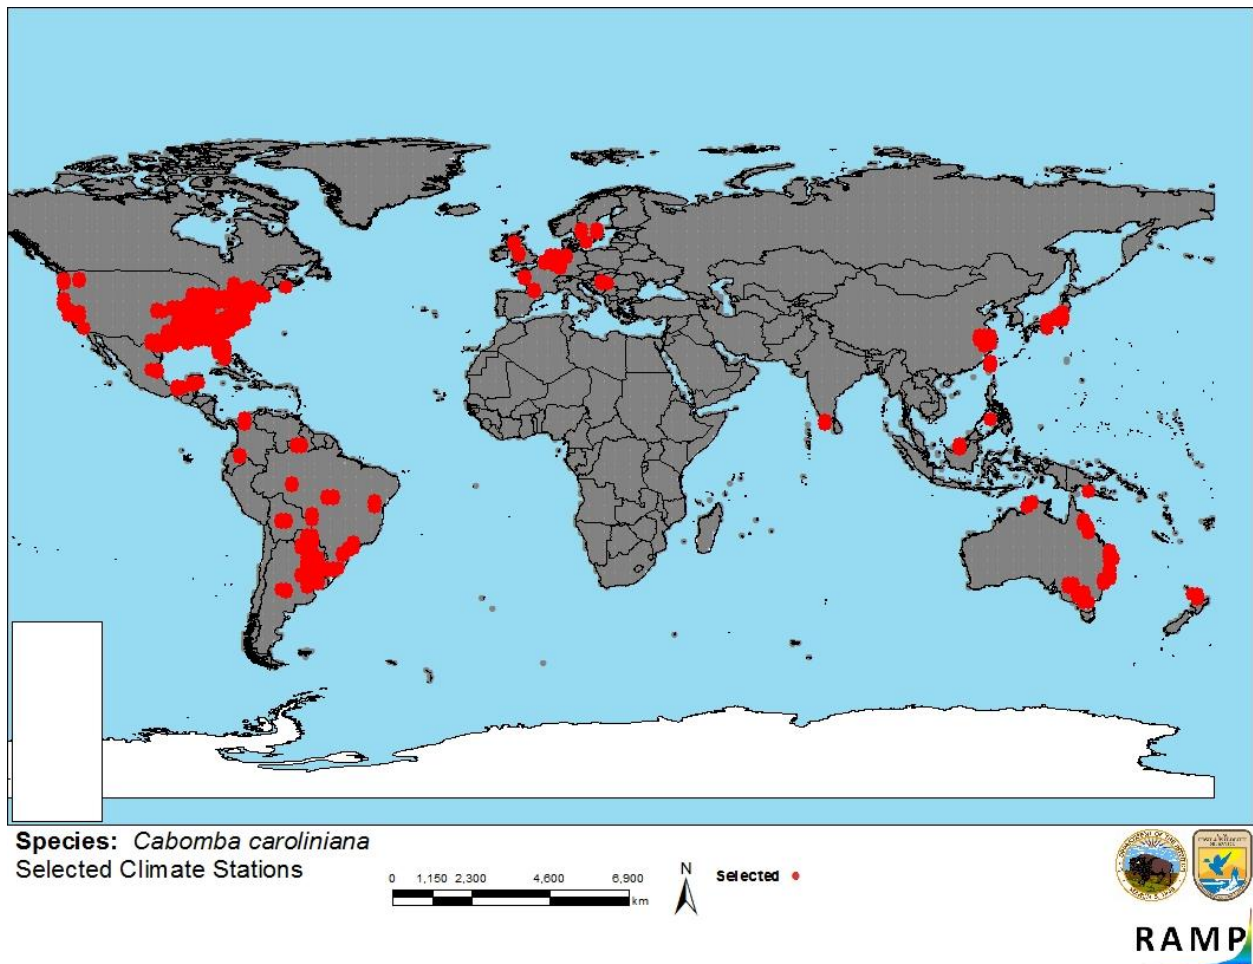 Species: Cabomba caroliniana
Selected Climate Stations
0 1,150 2,300 4,600 6,900
km
N
Selected
RAMP